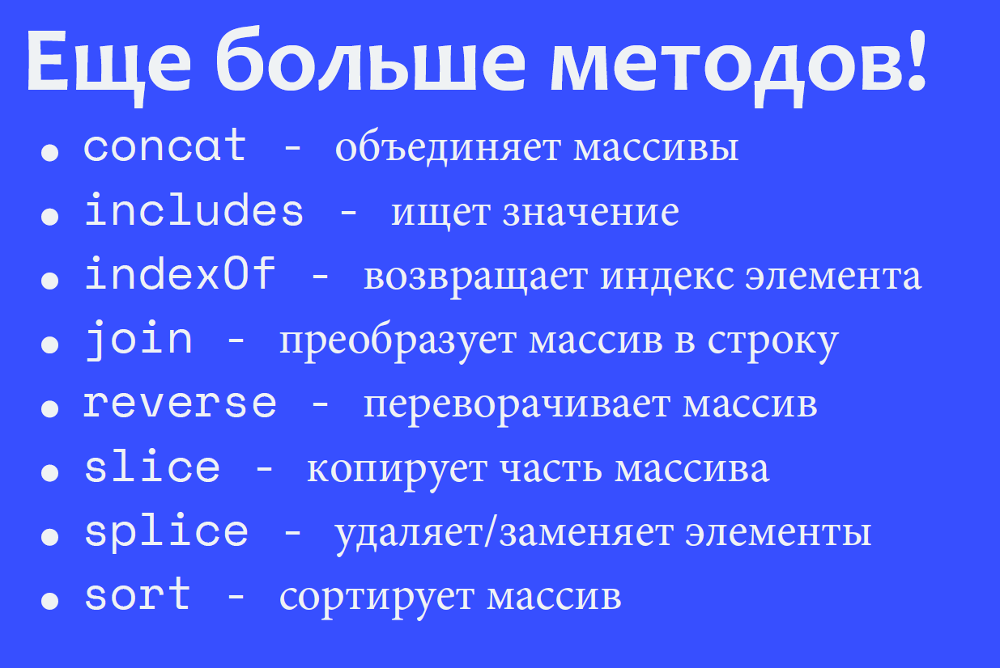 Еще больше методов!
• concat - объединяет массивы
• includes - ищет значение
• indexOf - возвращает индекс элемента
• join - преобразует массив в строку
• reverse - переворачивает массив
• slice - копирует часть массива
• splice - удаляет/заменяет элементы
• sort - сортирует массив